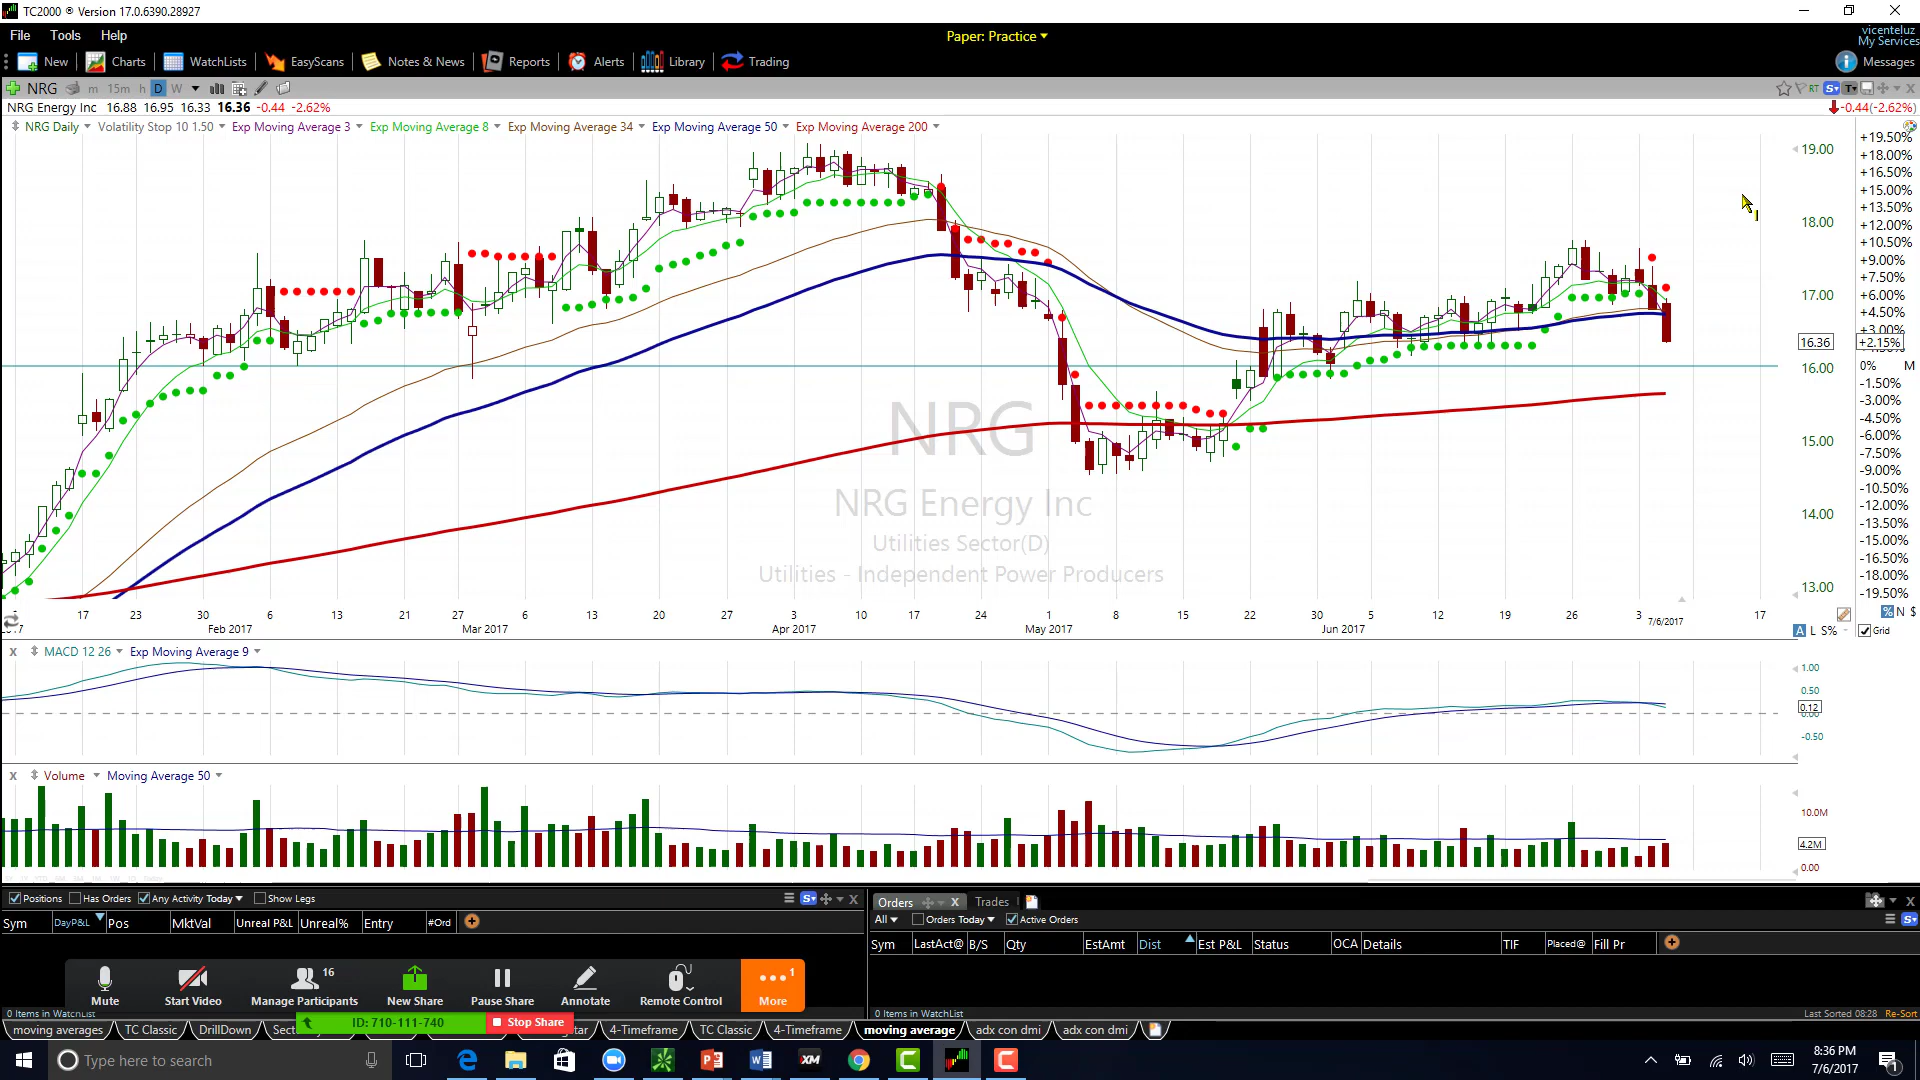 TC2000 ® Version 17.0.6390.28927
File Tools Help
Paper: Practice
vicenteluz
My Services
New Charts WatchLists EasyScans Notes & News Reports Alerts Library Trading
Messages
NRG m 15m h D W
RT S T
NRG Energy Inc 16.88 16.95 16.33 16.36 -0.44 -2.62%
-0.44(-2.62%)
NRG Daily Volatility Stop 10 1.50 Exp Moving Average 3 Exp Moving Average 8 Exp Moving Average 34 Exp Moving Average 50 Exp Moving Average 200
19.00
18.00
17.00
16.36
16.00
15.00
14.00
13.00
+19.50%
+18.00%
+16.50%
+15.00%
+13.50%
+12.00%
+10.50%
+9.00%
+7.50%
+6.00%
+4.50%
+3.00%
+2.15%
0% M
-1.50%
-3.00%
-4.50%
-6.00%
-7.50%
-9.00%
-10.50%
-12.00%
-13.50%
-15.00%
-16.50%
-18.00%
-19.50%
NRG
NRG Energy Inc
Utilities Sector(D)
Utilities - Independent Power Producers
17 23 30 6 13 21 27 6 13 20 27 3 10 17 24 1 8 15 22 30 5 12 19 26 3 7/6/2017 17
Feb 2017 Mar 2017 Apr 2017 May 2017 Jun 2017
% N $
A L S% Grid
X MACD 12 26 Exp Moving Average 9
1.00
0.50
0.12
0.00
-0.50
X Volume Moving Average 50
10.0M
4.2M
0.00
Positions Has Orders Any Activity Today Show Legs
S
X
Sym DayP&L Pos MktVal Unreal P&L Unreal% Entry #Ord
Orders X Trades
All Orders Today Active Orders
S
Sym LastAct@ B/S Qty EstAmt Dist Est P&L Status OCA Details TIF Placed@ Fill Pr
16 1
Mute Start Video Manage Participants New Share Pause Share Annotate Remote Control More
0 Items in WatchList
0 Items in WatchList
Last Sorted 08:28 Re-Sort
ID: 710-111-740 Stop Share
moving averages TC Classic DrillDown 4-Timeframe TC Classic 4-Timeframe moving average adx con dmi adx con dmi
Type here to search
XM
8:36 PM
7/6/2017
1